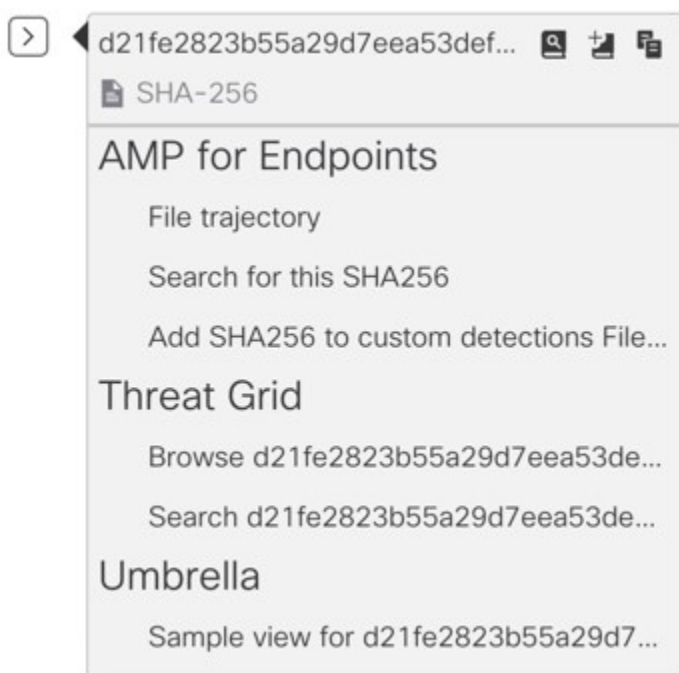 d21fe2823b55a29d7eea53def...
SHA-256
AMP for Endpoints
File trajectory
Search for this SHA256
Add SHA256 to custom detections File...
Threat Grid
Browse d21fe2823b55a29d7eea53de...
Search d21fe2823b55a29d7eea53de...
Umbrella
Sample view for d21fe2823b55a29d7...